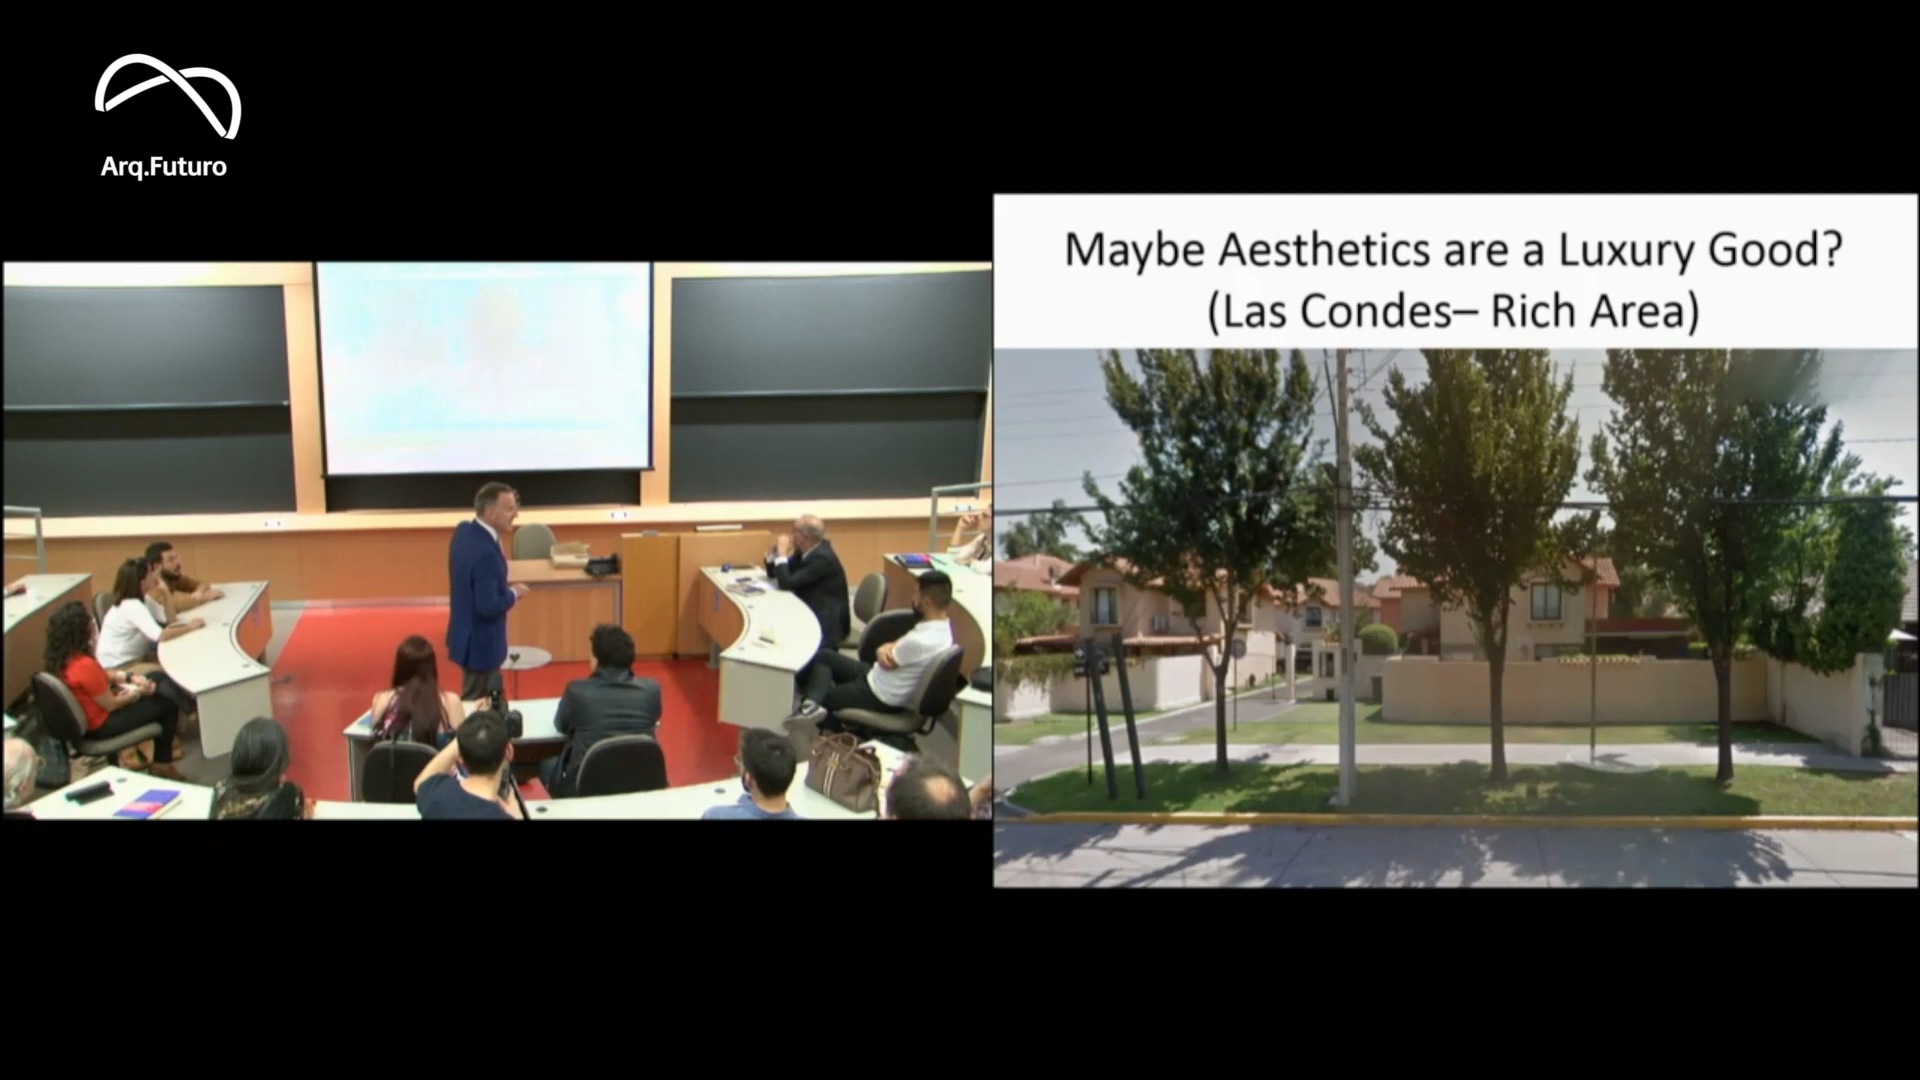 Arq.Futuro
Maybe Aesthetics are a Luxury Good?
(Las Condes– Rich Area)